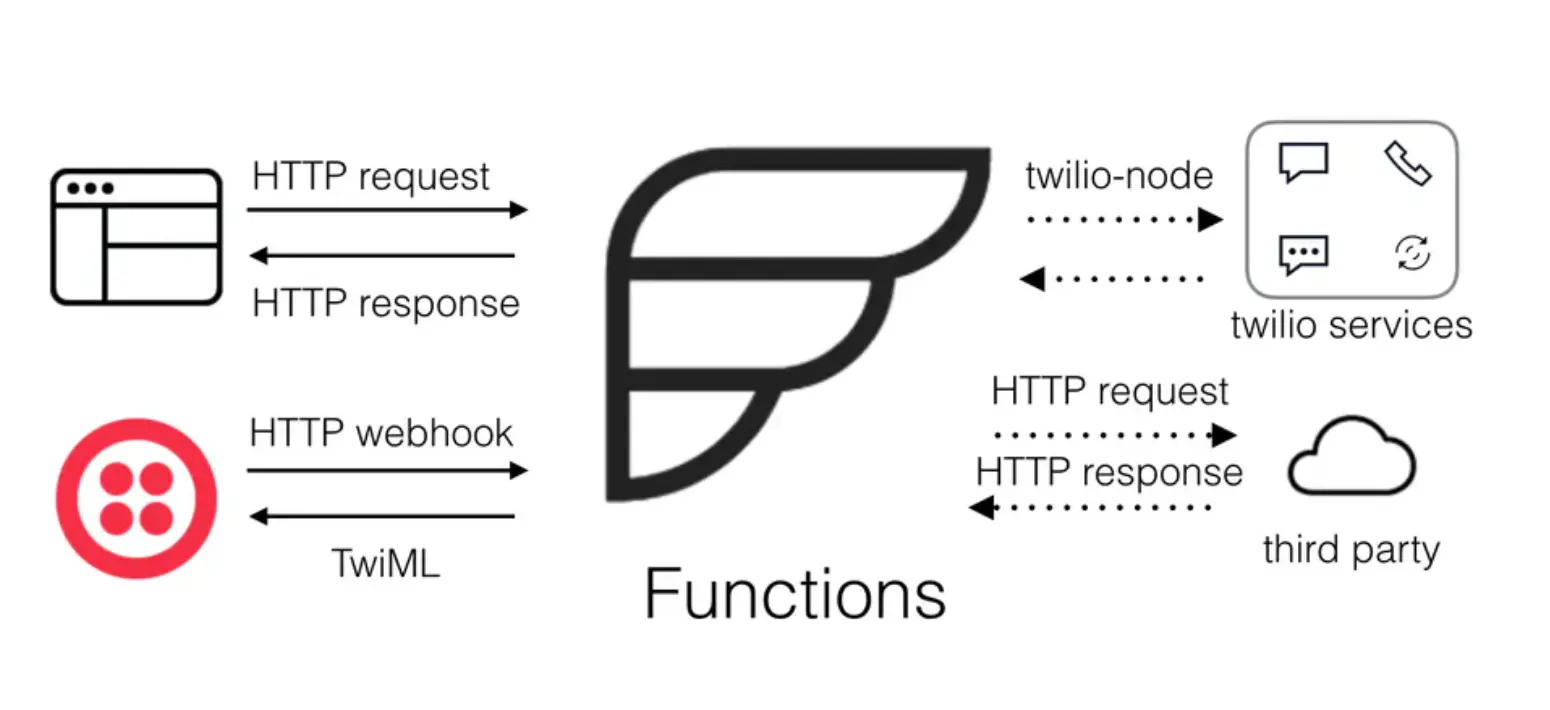 HTTP request
HTTP response
HTTP webhook
TwiML
Functions
twilio-node
twilio services
HTTP request
HTTP response
third party